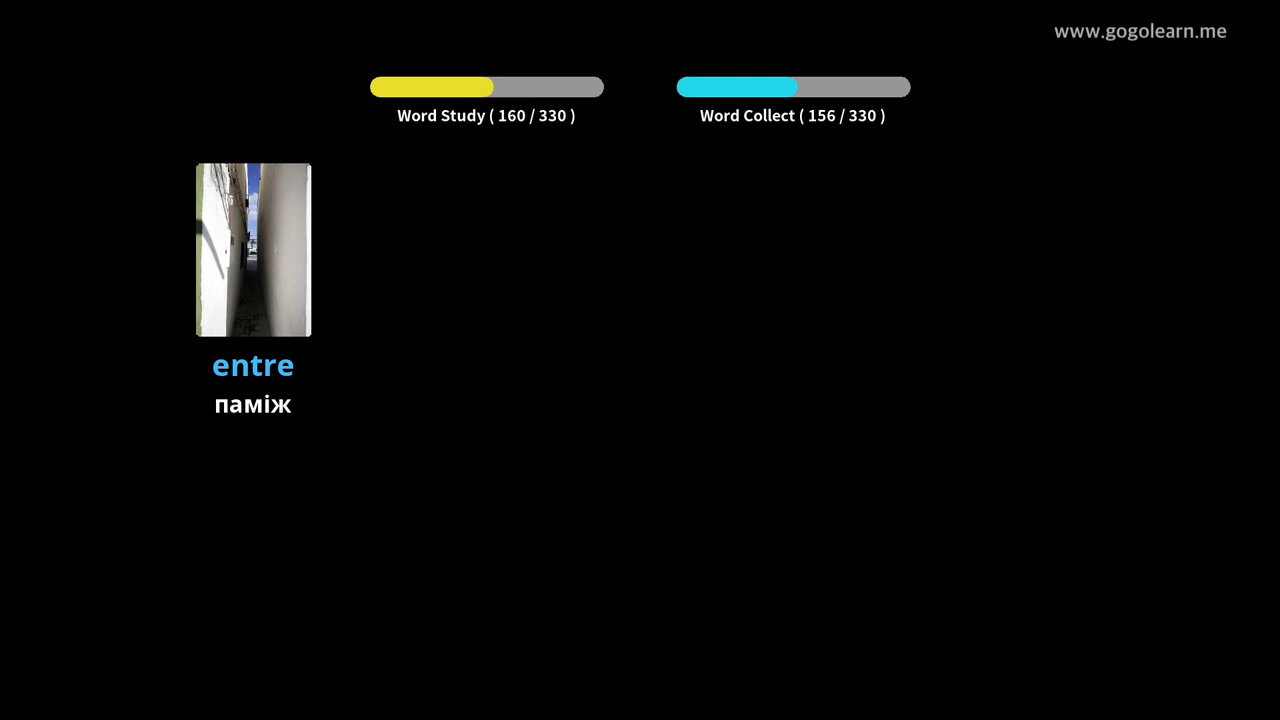 www.gogolearn.me
Word Study ( 160 / 330 )
Word Collect ( 156 / 330 )
entre
паміж